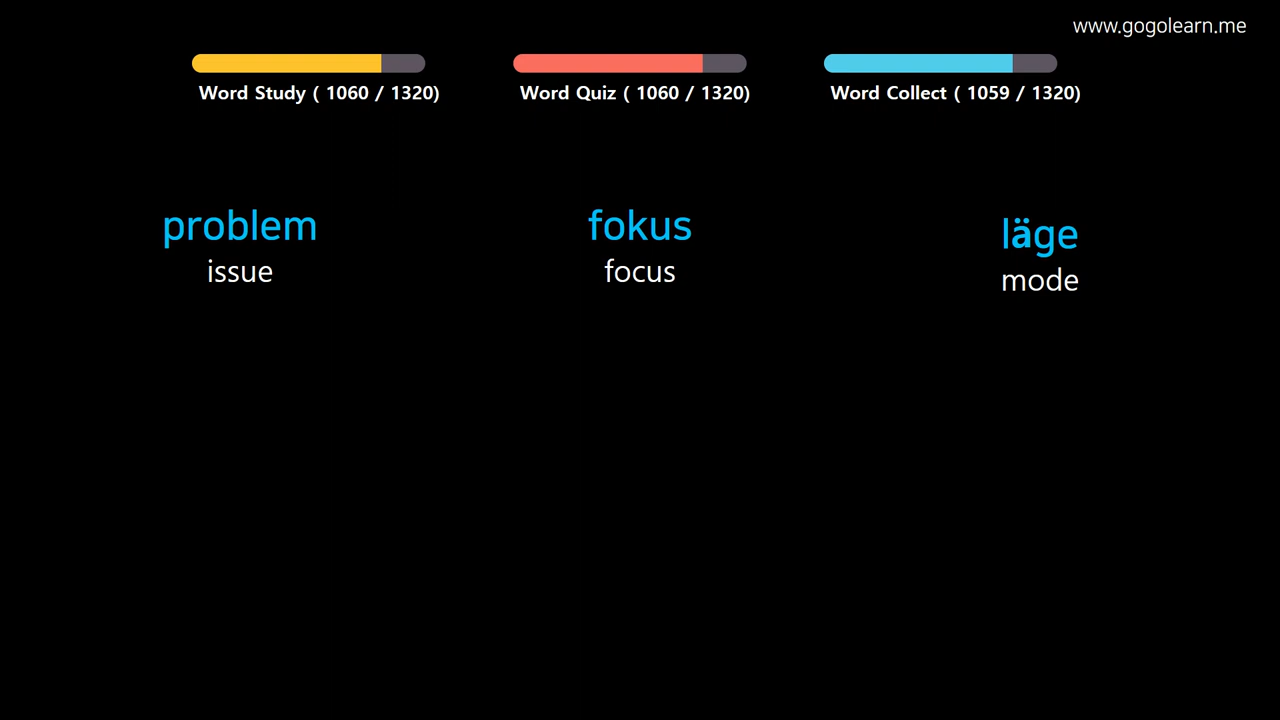 www.gogolearn.me
Word Study ( 1060 / 1320)
Word Quiz ( 1060 / 1320)
Word Collect ( 1059 / 1320)
problem
issue
fokus
focus
läge
mode